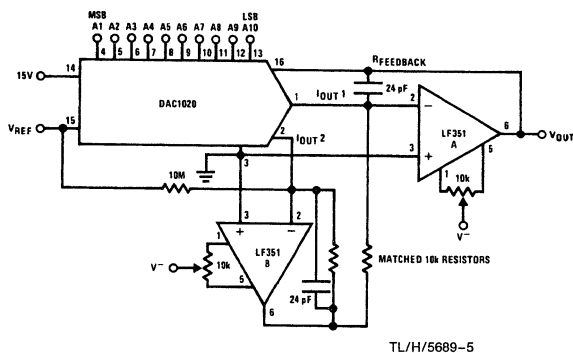 MSB LSB
A1 A2 A3 A4 A5 A6 A7 A8 A9 A10
4 5 6 7 8 9 10 11 12 13
15V 14 16 RFEEDBACK
DAC1020 1 IOUT 1 24 pF 2 − 6 VOUT
VREF 15 2 IOUT 2 LF351
A
3 3 + 1 5
10k
10M V−
3 2
+ −
1 LF351
B
V− 10k MATCHED 10k RESISTORS
5 24 pF
6
TL/H/5689–5